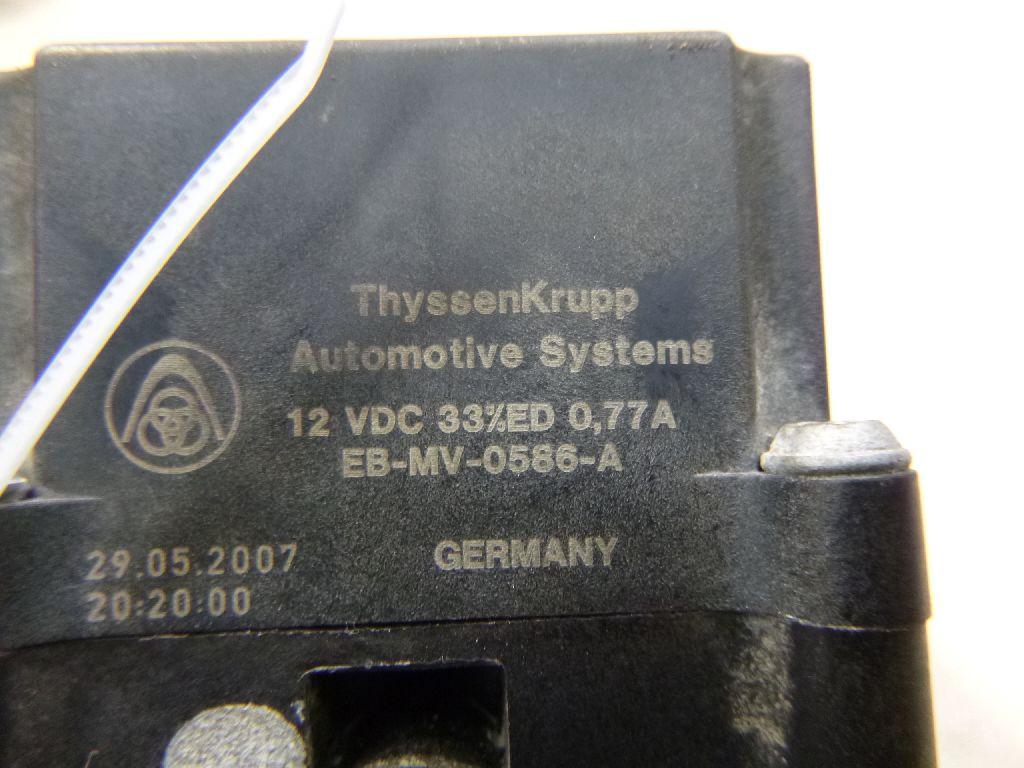 ThyssenKrupp
Automotive Systems
12 VDC 33%ED 0,77A
EB-MV-0586-A
GERMANY
29.05.2007
20:20:00